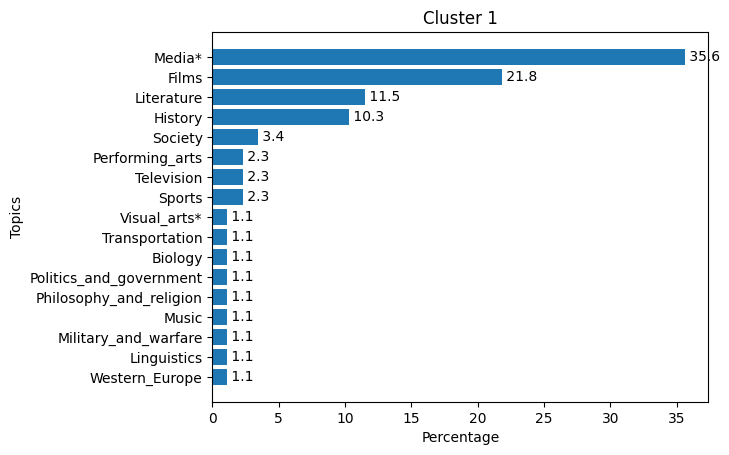 Cluster 1
Topics
Media* 35.6
Films 21.8
Literature 11.5
History 10.3
Society 3.4
Performing_arts 2.3
Television 2.3
Sports 2.3
Visual_arts* 1.1
Transportation 1.1
Biology 1.1
Politics_and_government 1.1
Philosophy_and_religion 1.1
Music 1.1
Military_and_warfare 1.1
Linguistics 1.1
Western_Europe 1.1
0 5 10 15 20 25 30 35
Percentage